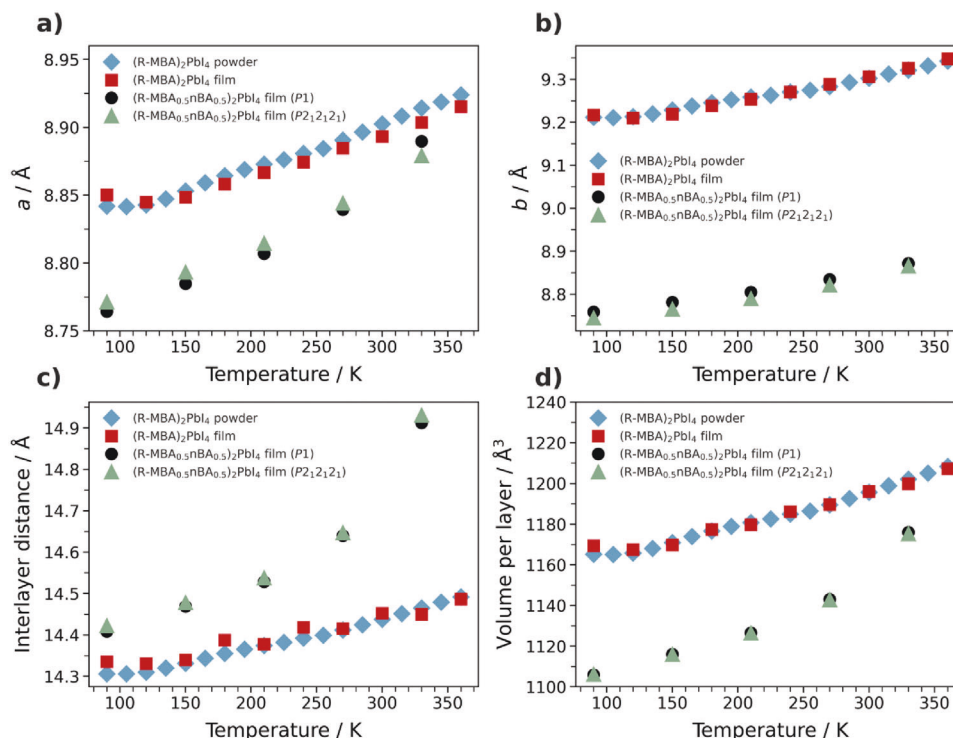 a)
8.95
8.90
8.85
8.80
8.75
a / Å
(R-MBA)₂PbI₄ powder
(R-MBA)₂PbI₄ film
(R-MBA₀.₅nBA₀.₅)₂PbI₄ film (P1)
(R-MBA₀.₅nBA₀.₅)₂PbI₄ film (P2₁2₁2₁)
100 150 200 250 300 350
Temperature / K
b)
9.3
9.2
9.1
9.0
8.9
8.8
b / Å
(R-MBA)₂PbI₄ powder
(R-MBA)₂PbI₄ film
(R-MBA₀.₅nBA₀.₅)₂PbI₄ film (P1)
(R-MBA₀.₅nBA₀.₅)₂PbI₄ film (P2₁2₁2₁)
100 150 200 250 300 350
Temperature / K
c)
14.9
14.8
14.7
14.6
14.5
14.4
14.3
Interlayer distance / Å
(R-MBA)₂PbI₄ powder
(R-MBA)₂PbI₄ film
(R-MBA₀.₅nBA₀.₅)₂PbI₄ film (P1)
(R-MBA₀.₅nBA₀.₅)₂PbI₄ film (P2₁2₁2₁)
100 150 200 250 300 350
Temperature / K
d)
1240
1220
1200
1180
1160
1140
1120
1100
Volume per layer / Å³
(R-MBA)₂PbI₄ powder
(R-MBA)₂PbI₄ film
(R-MBA₀.₅nBA₀.₅)₂PbI₄ film (P1)
(R-MBA₀.₅nBA₀.₅)₂PbI₄ film (P2₁2₁2₁)
100 150 200 250 300 350
Temperature / K